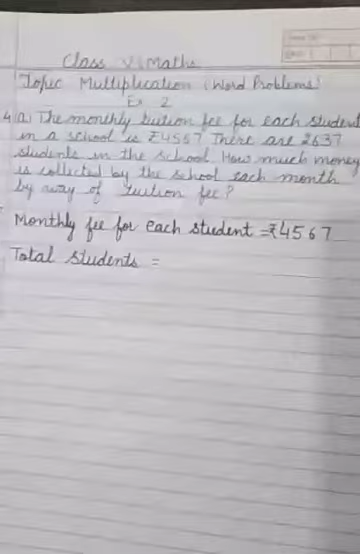 Class V Maths
Topic Multiplication (Word Problems)
Ex 2
4 a. The monthly tuition fee for each student
in a school is ₹4567. There are 2637
students in the school. How much money
is collected by the school each month
by way of tuition fee?
Monthly fee for each student =₹4567
Total students =